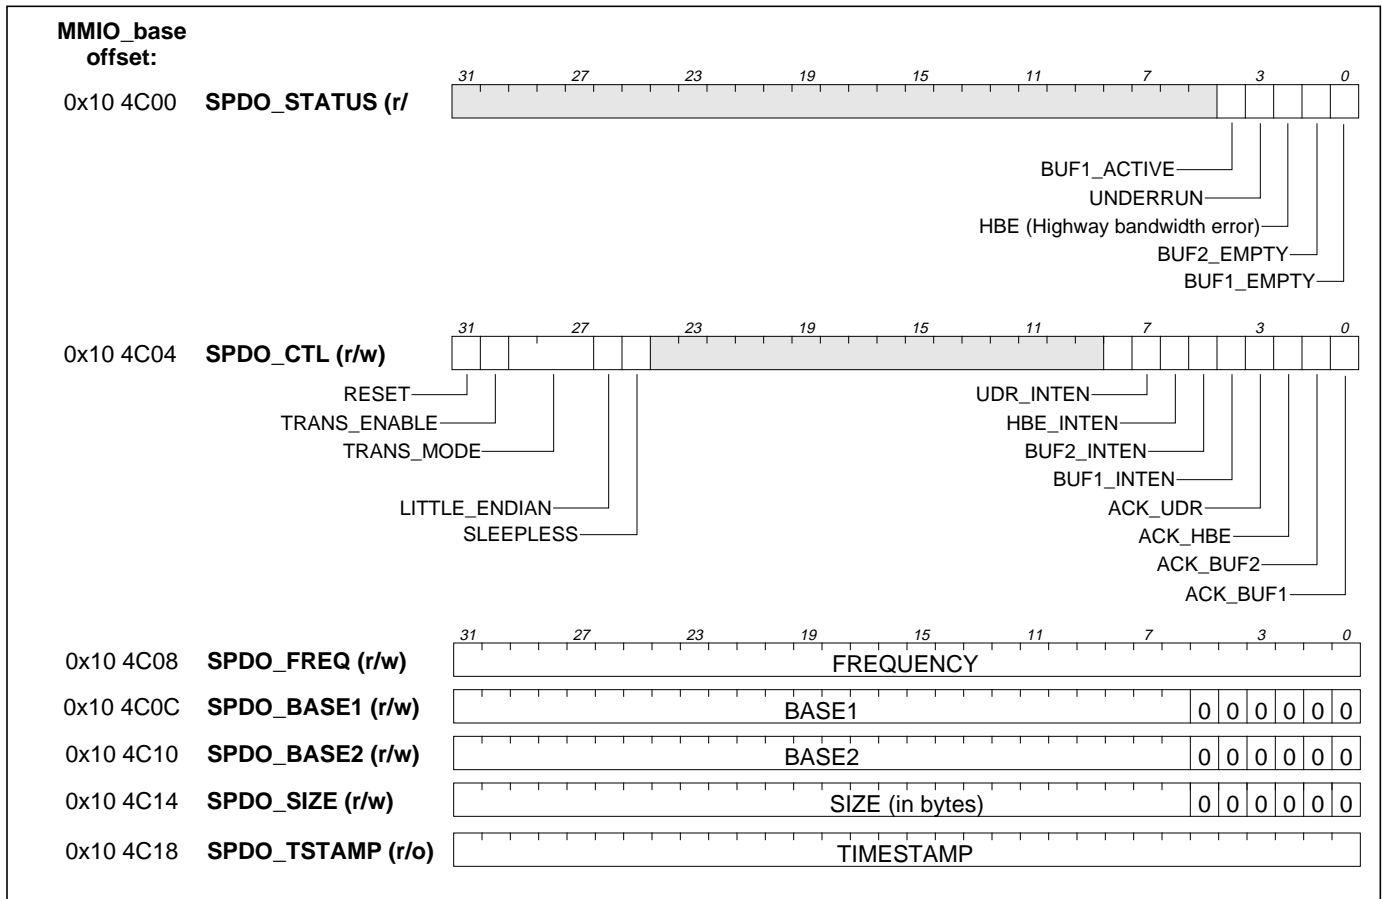 MMIO_base
offset:
31 27 23 19 15 11 7 3 0
0x10 4C00 SPDO_STATUS (r/
BUF1_ACTIVE
UNDERRUN
HBE (Highway bandwidth error)
BUF2_EMPTY
BUF1_EMPTY
31 27 23 19 15 11 7 3 0
0x10 4C04 SPDO_CTL (r/w)
RESET UDR_INTEN
TRANS_ENABLE HBE_INTEN
TRANS_MODE BUF2_INTEN
BUF1_INTEN
LITTLE_ENDIAN ACK_UDR
SLEEPLESS ACK_HBE
ACK_BUF2
ACK_BUF1
31 27 23 19 15 11 7 3 0
0x10 4C08 SPDO_FREQ (r/w) FREQUENCY
0x10 4C0C SPDO_BASE1 (r/w) BASE1 0 0 0 0 0 0
0x10 4C10 SPDO_BASE2 (r/w) BASE2 0 0 0 0 0 0
0x10 4C14 SPDO_SIZE (r/w) SIZE (in bytes) 0 0 0 0 0 0
0x10 4C18 SPDO_TSTAMP (r/o) TIMESTAMP